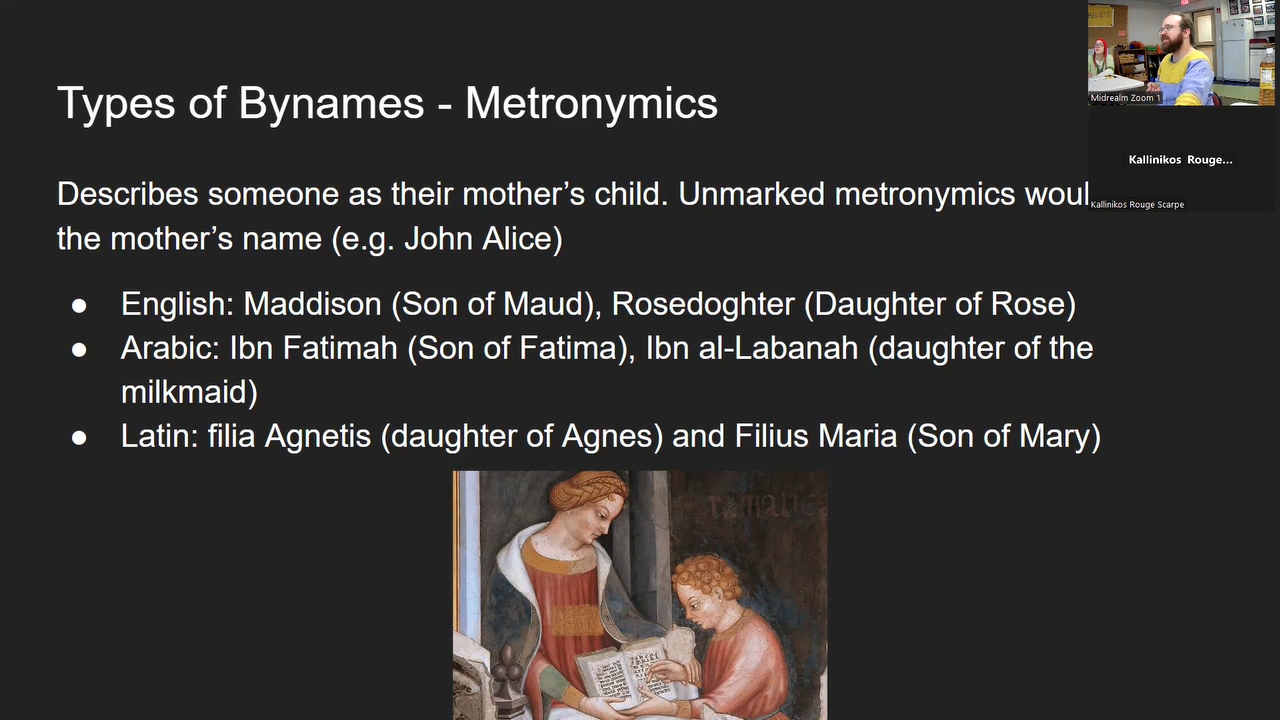 Types of Bynames - Metronymics
Describes someone as their mother’s child. Unmarked metronymics woul
the mother’s name (e.g. John Alice)
● English: Maddison (Son of Maud), Rosedoghter (Daughter of Rose)
● Arabic: Ibn Fatimah (Son of Fatima), Ibn al-Labanah (daughter of the
milkmaid)
● Latin: filia Agnetis (daughter of Agnes) and Filius Maria (Son of Mary)
Midrealm Zoom 1
Kallinikos Rouge...
Kallinikos Rouge Scarpe